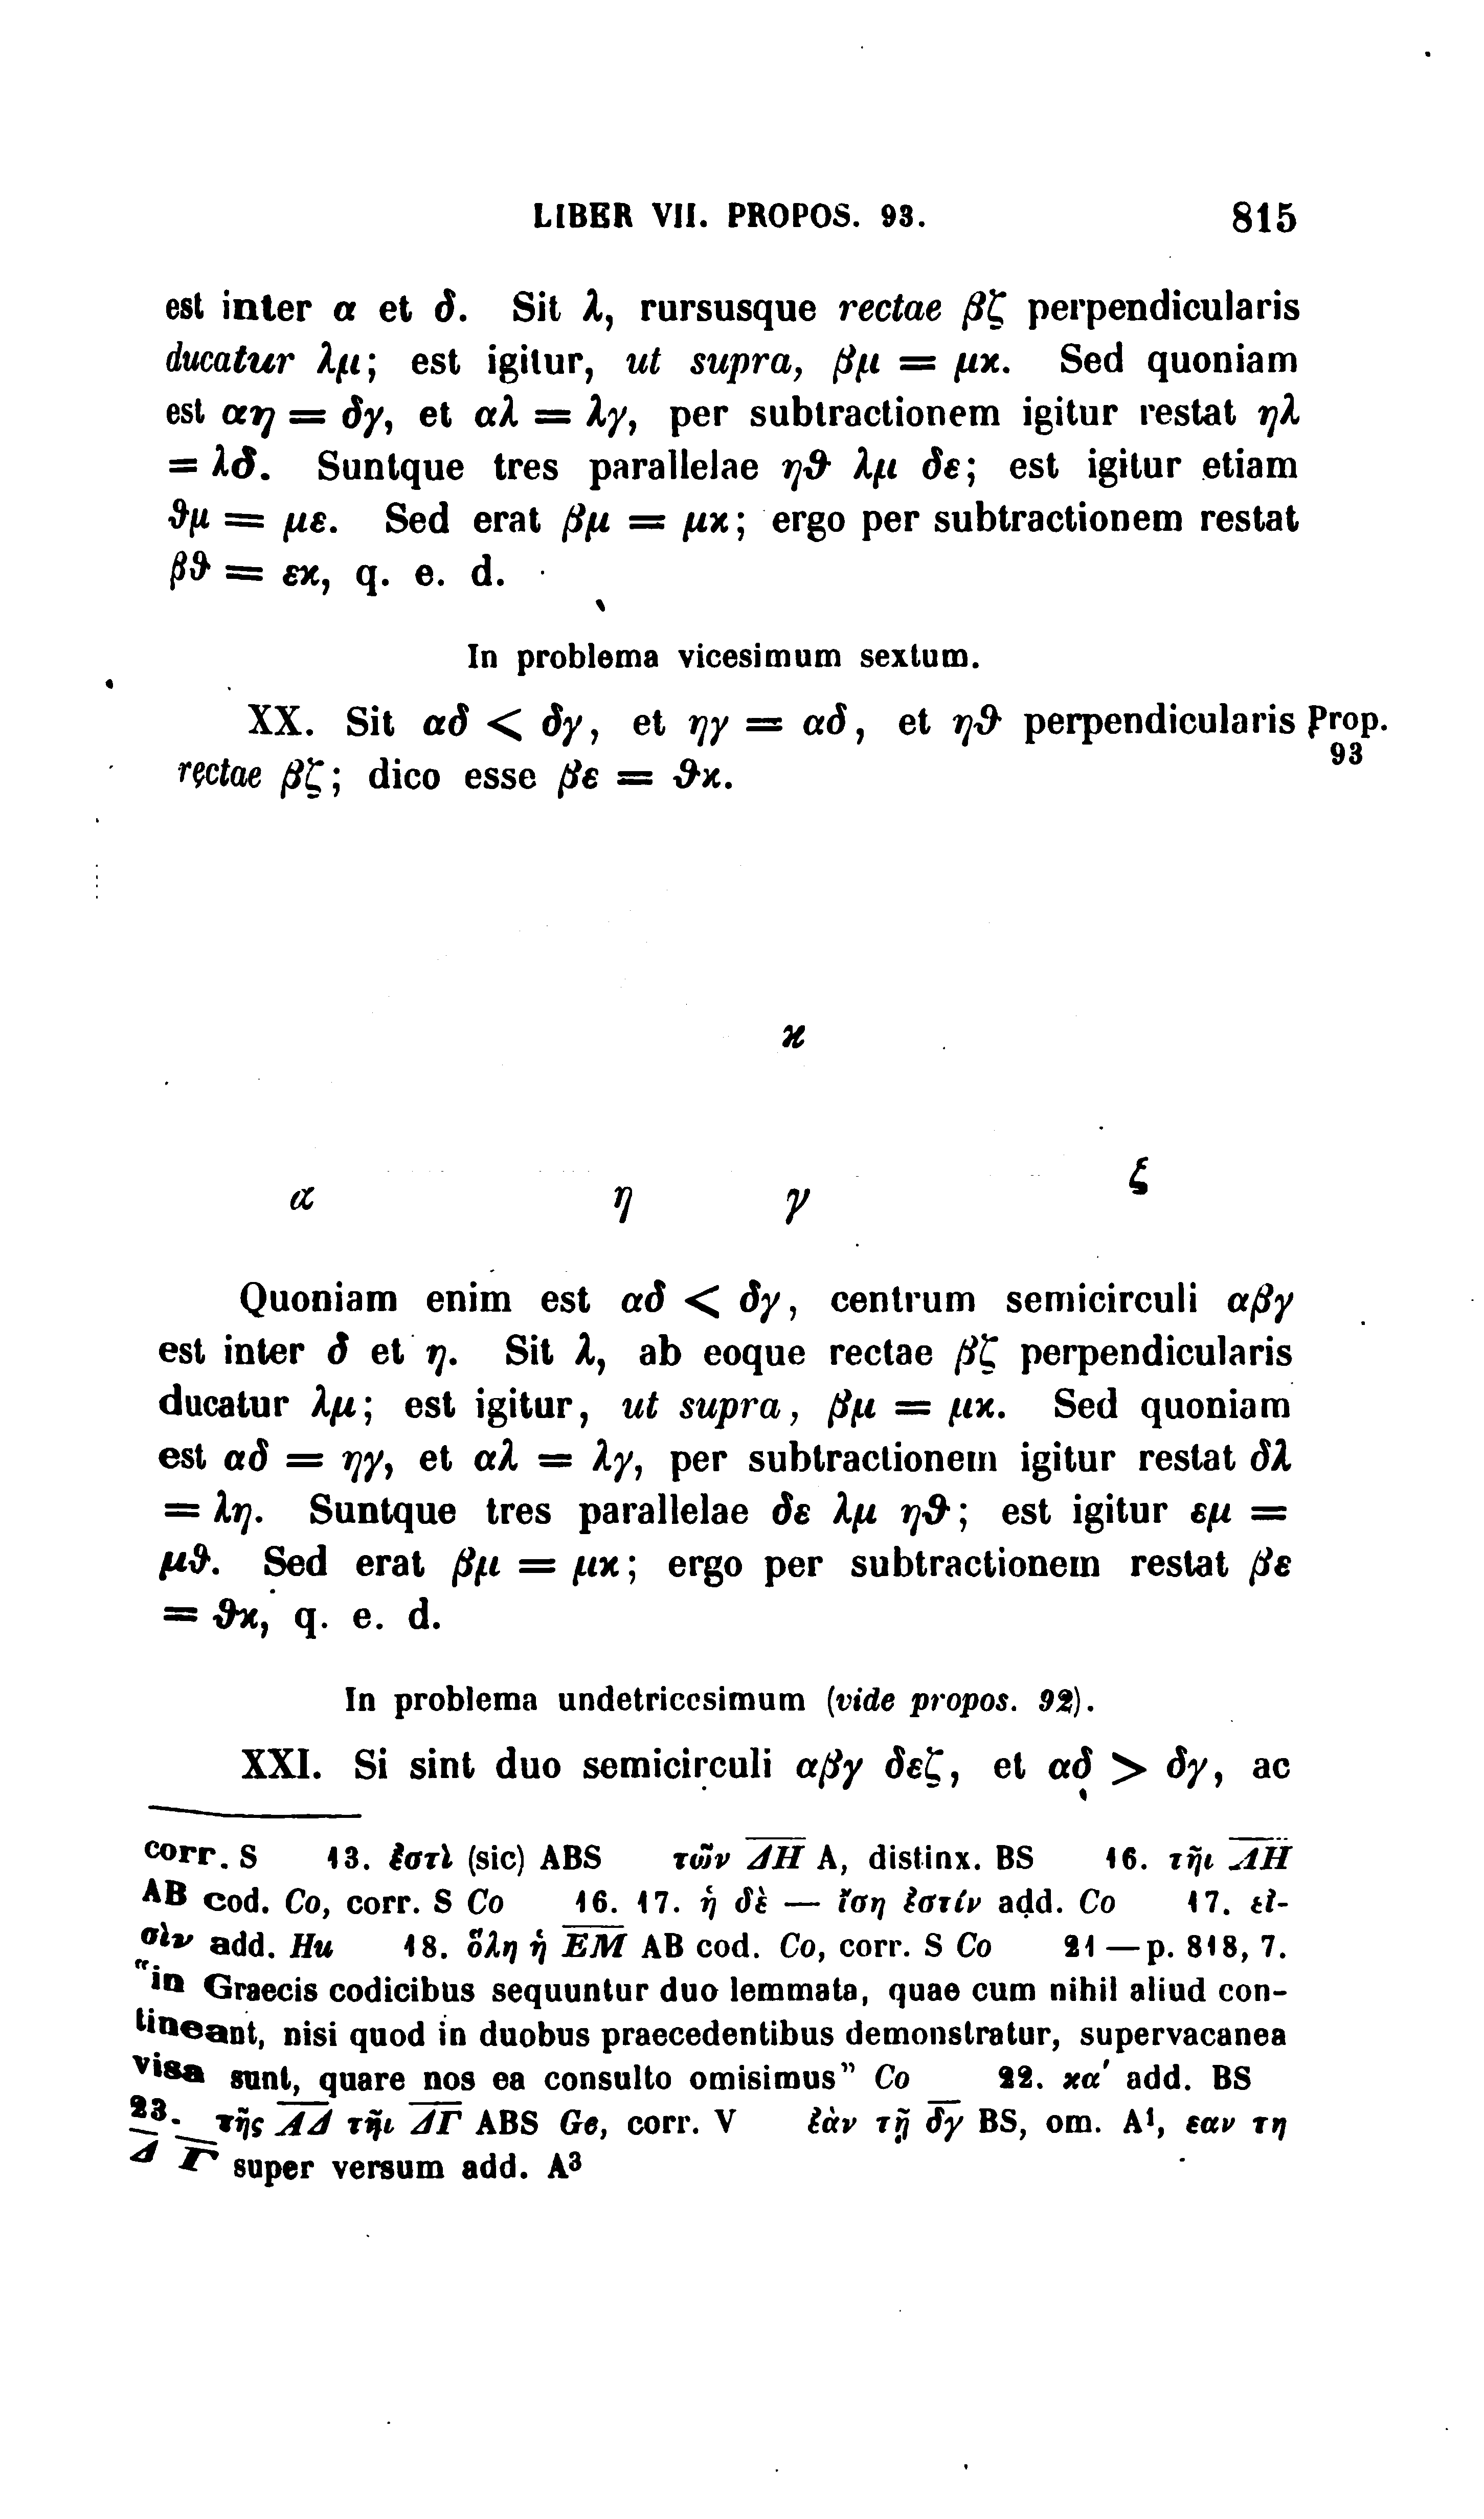 LIBER VII. PROPOS. 93. 815
est inter α et δ. Sit λ, rursusque rectae βζ perpendicularis
ducatur λμ; est igitur, ut supra, βμ = μκ. Sed quoniam
est αη = δγ, et αλ = λγ, per subtractionem igitur restat ηλ
= λδ. Suntque tres parallelae ηϑ λμ δε; est igitur etiam
ϑμ = με. Sed erat βμ = μκ; ergo per subtractionem restat
βϑ = εκ, q. e. d.
In problema vicesimum sextum.
XX. Sit αδ < δγ, et ηγ = αδ, et ηϑ perpendicularis Prop.
93
rectae βζ; dico esse βε = ϑκ.
κ
α η γ ξ
Quoniam enim est αδ < δγ, centrum semicirculi αβγ
est inter δ et η. Sit λ, ab eoque rectae βζ perpendicularis
ducatur λμ; est igitur, ut supra, βμ = μκ. Sed quoniam
est αδ = ηγ, et αλ = λγ, per subtractionem igitur restat δλ
= λη. Suntque tres parallelae δε λμ ηϑ; est igitur εμ =
μϑ. Sed erat βμ = μκ; ergo per subtractionem restat βε
= ϑκ, q. e. d.
In problema undetricesimum (vide propos. 92).
XXI. Si sint duo semicirculi αβγ δεζ, et αδ > δγ, ac
corr. S 13. ἐστὶ (sic) ABS τῶν ΔΗ A, distinx. BS 16. τῆι ΔΗ
AB cod. Co, corr. S Co 16. 17. ἡ δὲ — ἴση ἐστίν add. Co 17. εἰ-
σὶν add. Hu 18. ὅλη ἡ ΕΜ AB cod. Co, corr. S Co 21 — p. 818, 7.
"in Graecis codicibus sequuntur duo lemmata, quae cum nihil aliud con-
tineant, nisi quod in duobus praecedentibus demonstratur, supervacanea
visa sunt, quare nos ea consulto omisimus" Co 22. κα′ add. BS
23. τῆς ΑΔ τῆι ΔΓ ABS Ge, corr. V ἐὰν τῇ δγ BS, om. A¹, εαν τη
Δ Γ super versum add. A³